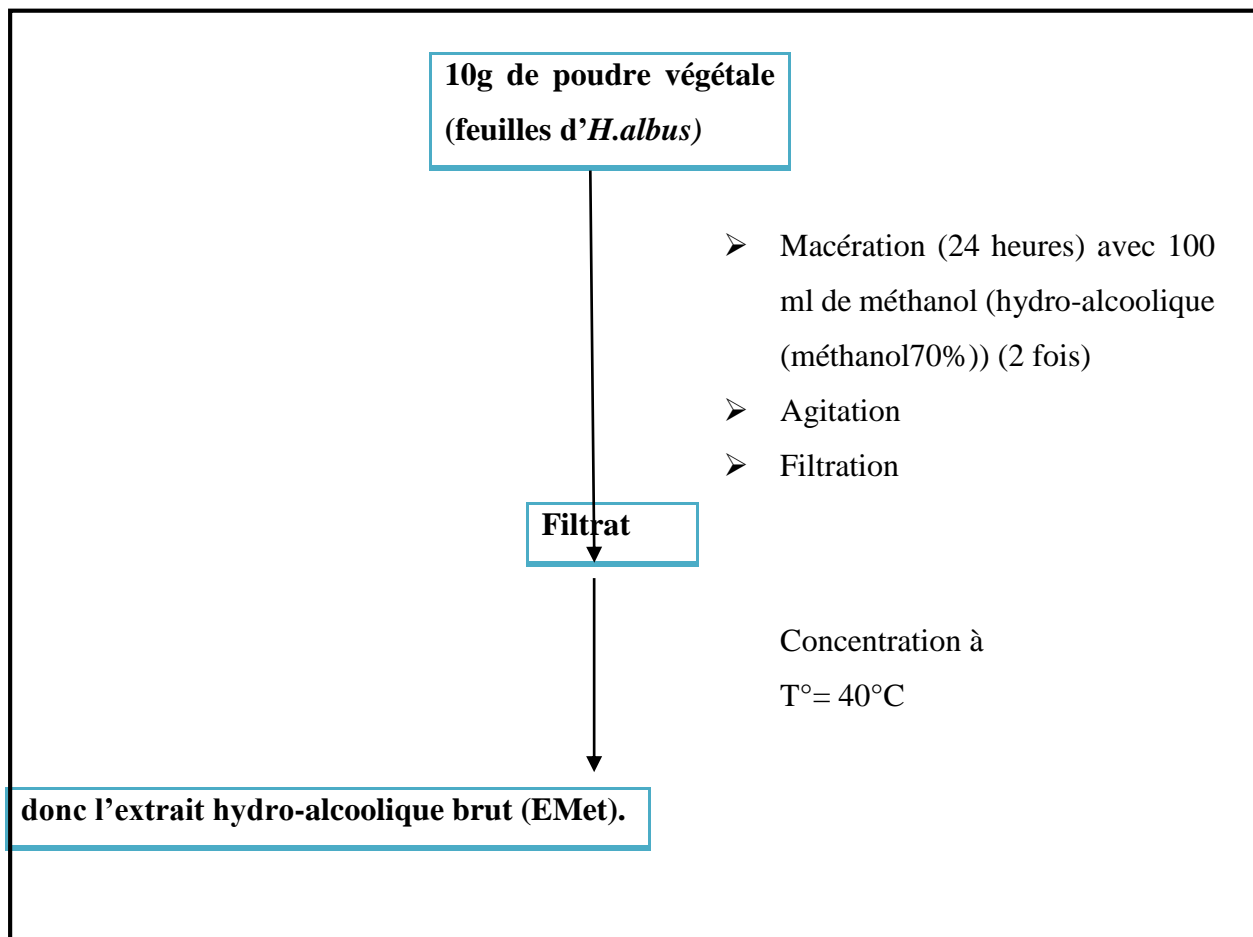 10g de poudre végétale
(feuilles d’H.albus)
➢ Macération (24 heures) avec 100
ml de méthanol (hydro-alcoolique
(méthanol70%)) (2 fois)
➢ Agitation
➢ Filtration
Filtrat
Concentration à
T°= 40°C
donc l’extrait hydro-alcoolique brut (EMet).